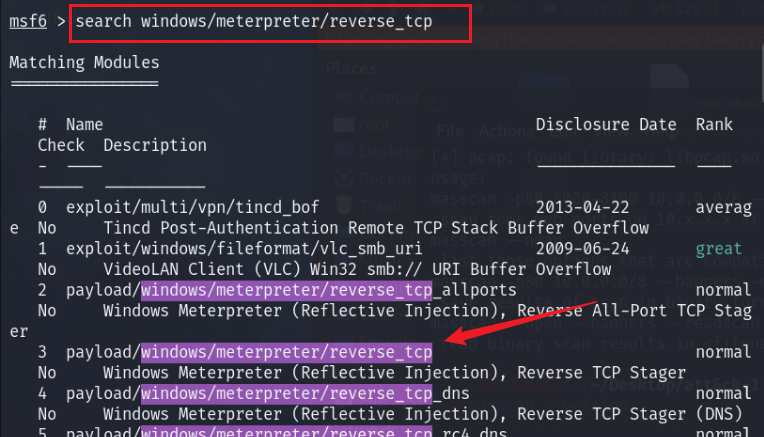 msf6 > search windows/meterpreter/reverse_tcp
Matching Modules
================
# Name Disclosure Date Rank
Check Description
- ---- --------------- ----
----- -----------
0 exploit/multi/vpn/tincd_bof 2013-04-22 averag
e No Tincd Post-Authentication Remote TCP Stack Buffer Overflow
1 exploit/windows/fileformat/vlc_smb_uri 2009-06-24 great
No VideoLAN Client (VLC) Win32 smb:// URI Buffer Overflow
2 payload/windows/meterpreter/reverse_tcp_allports normal
No Windows Meterpreter (Reflective Injection), Reverse All-Port TCP Stag
er
3 payload/windows/meterpreter/reverse_tcp normal
No Windows Meterpreter (Reflective Injection), Reverse TCP Stager
4 payload/windows/meterpreter/reverse_tcp_dns normal
No Windows Meterpreter (Reflective Injection), Reverse TCP Stager (DNS)
5 payload/windows/meterpreter/reverse_tcp_rc4_dns normal